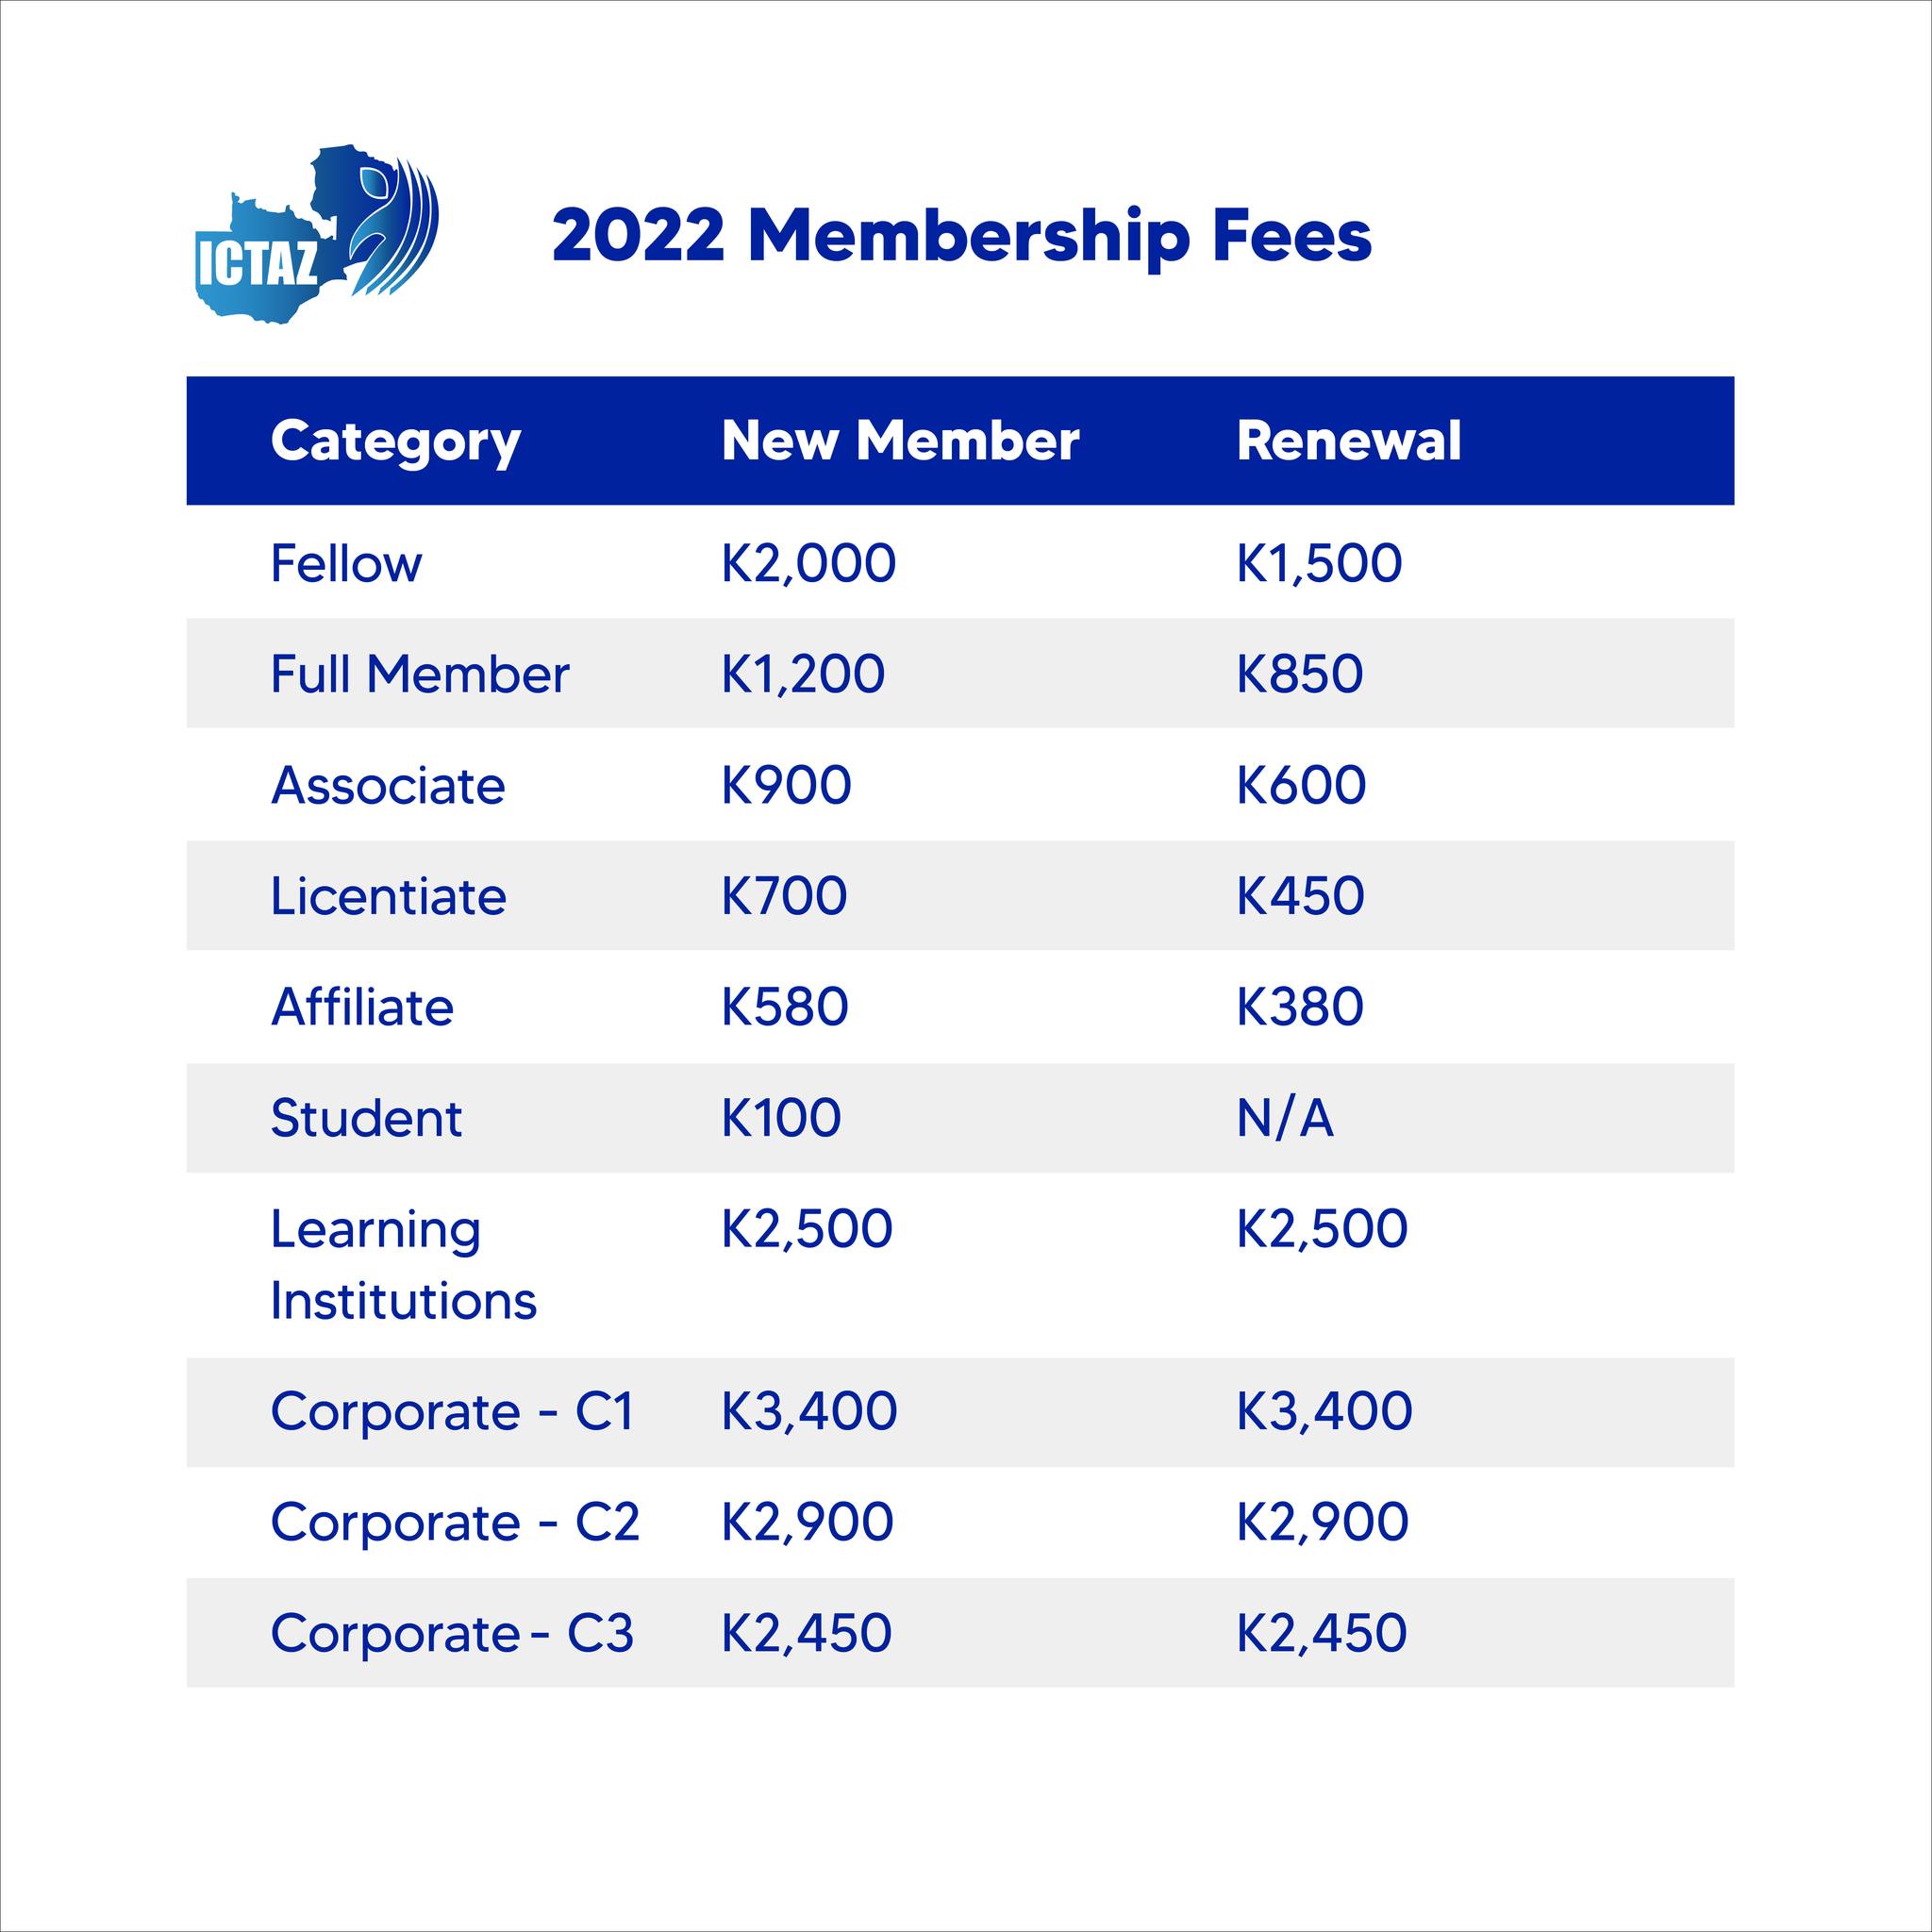 ICTAZ
2022 Membership Fees
Category New Member Renewal
Fellow K2,000 K1,500
Full Member K1,200 K850
Associate K900 K600
Licentiate K700 K450
Affiliate K580 K380
Student K100 N/A
Learning K2,500 K2,500
Institutions
Corporate - C1 K3,400 K3,400
Corporate - C2 K2,900 K2,900
Corporate- C3 K2,450 K2,450